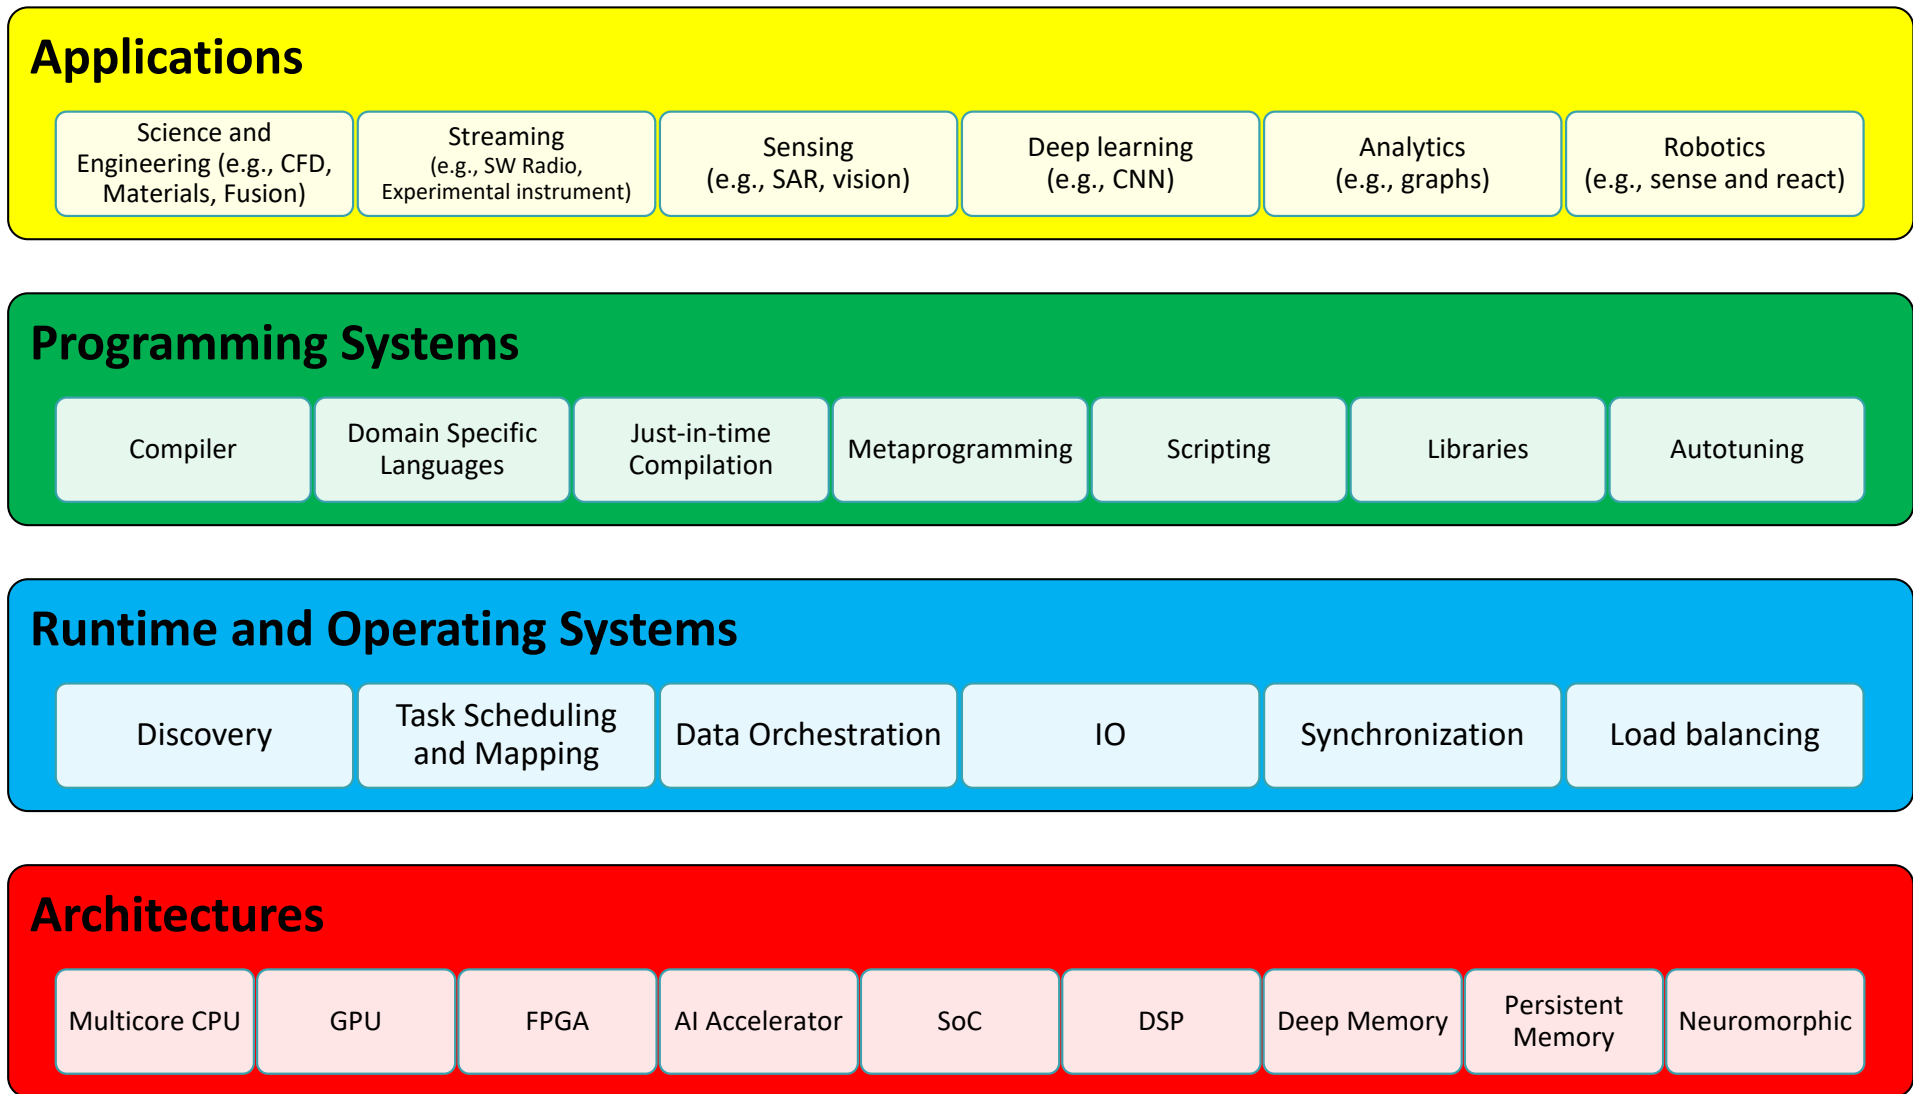 Applications
Science and
Engineering (e.g., CFD,
Materials, Fusion)
Streaming
(e.g., SW Radio,
Experimental instrument)
Sensing
(e.g., SAR, vision)
Deep learning
(e.g., CNN)
Analytics
(e.g., graphs)
Robotics
(e.g., sense and react)
Programming Systems
Compiler
Domain Specific
Languages
Just-in-time
Compilation
Metaprogramming
Scripting
Libraries
Autotuning
Runtime and Operating Systems
Discovery
Task Scheduling
and Mapping
Data Orchestration
IO
Synchronization
Load balancing
Architectures
Multicore CPU
GPU
FPGA
AI Accelerator
SoC
DSP
Deep Memory
Persistent
Memory
Neuromorphic